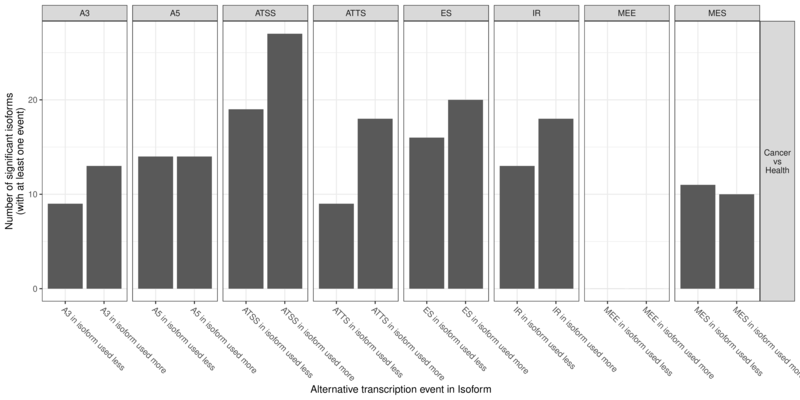 A3
A5
ATSS
ATTS
ES
IR
MEE
MES
Number of significant isoforms
(with at least one event)
20
10
0
Cancer
vs
Health
A3 in isoform used less
A3 in isoform used more
A5 in isoform used less
A5 in isoform used more
ATSS in isoform used less
ATSS in isoform used more
ATTS in isoform used less
ATTS in isoform used more
ES in isoform used less
ES in isoform used more
IR in isoform used less
IR in isoform used more
MEE in isoform used less
MEE in isoform used more
MES in isoform used less
MES in isoform used more
Alternative transcription event in Isoform